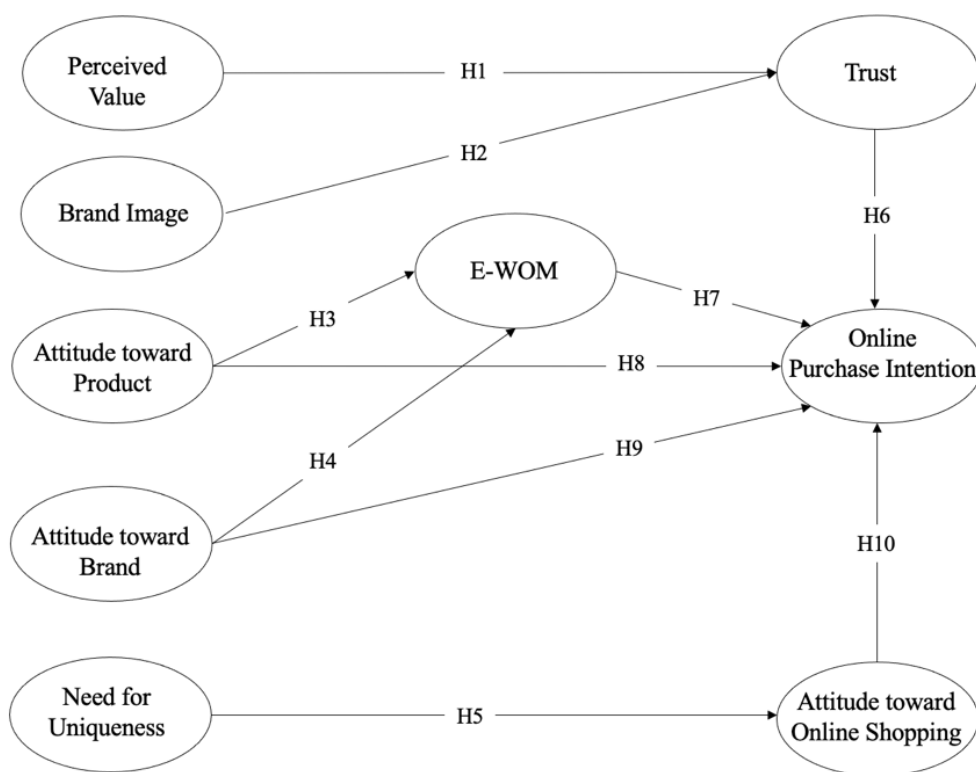 Perceived
Value
H1
Trust
H2
Brand Image
H6
E-WOM
H7
H3
Attitude toward
Product
H8
Online
Purchase Intention
H4
H9
Attitude toward
Brand
H10
Need for
Uniqueness
H5
Attitude toward
Online Shopping